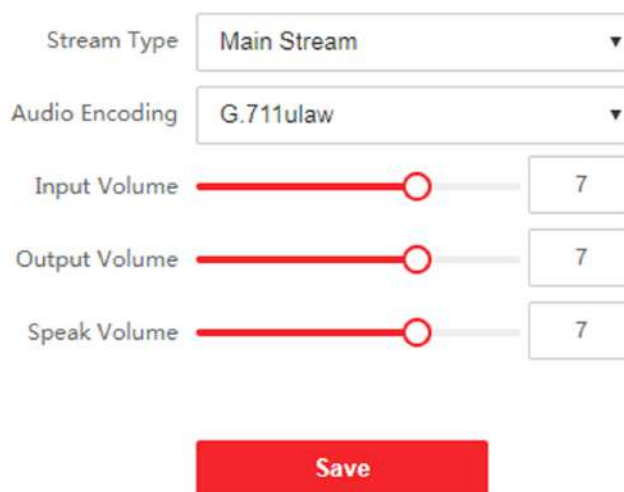 Stream Type Main Stream
Audio Encoding G.711ulaw
Input Volume 7
Output Volume 7
Speak Volume 7
Save